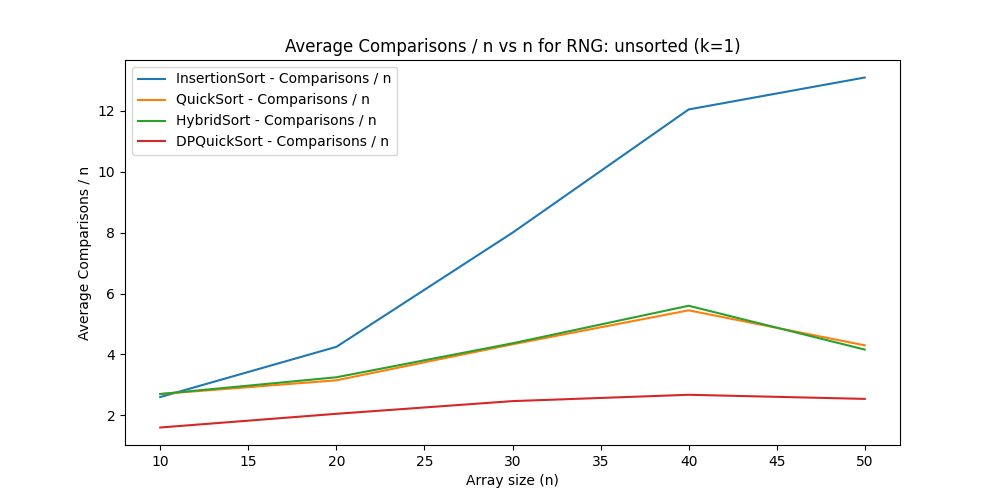 Average Comparisons / n vs n for RNG: unsorted (k=1)
InsertionSort - Comparisons / n
QuickSort - Comparisons / n
HybridSort - Comparisons / n
DPQuickSort - Comparisons / n
Average Comparisons / n
12
10
8
6
4
2
10 15 20 25 30 35 40 45 50
Array size (n)